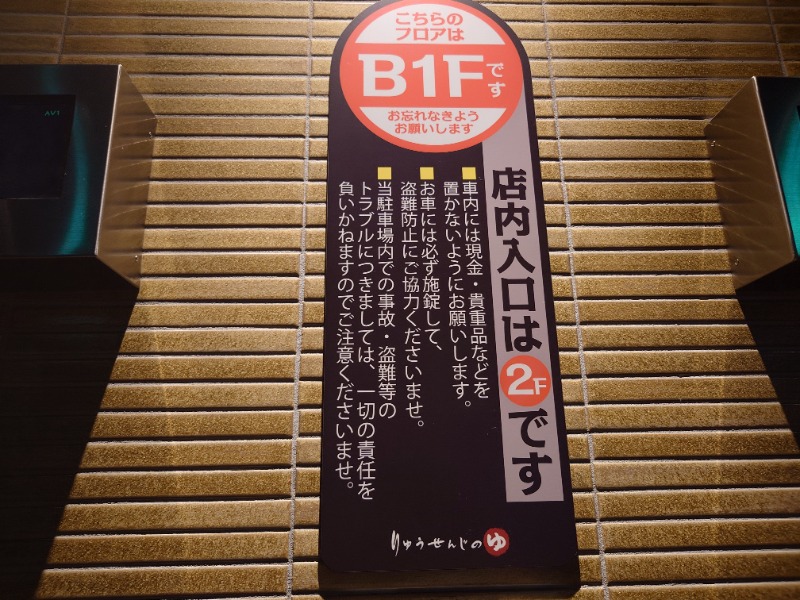 こちらの
フロアは
B1Fです
お忘れなきよう
お願いします
店内入口は2Fです
■車内には現金・貴重品などを
置かないようにお願いします。
■お車には必ず施錠して、
盗難防止にご協力くださいませ。
■当駐車場内での事故・盗難等の
トラブルにつきましては、一切の責任を
負いかねますのでご注意くださいませ。
りゅうせんじのゆ